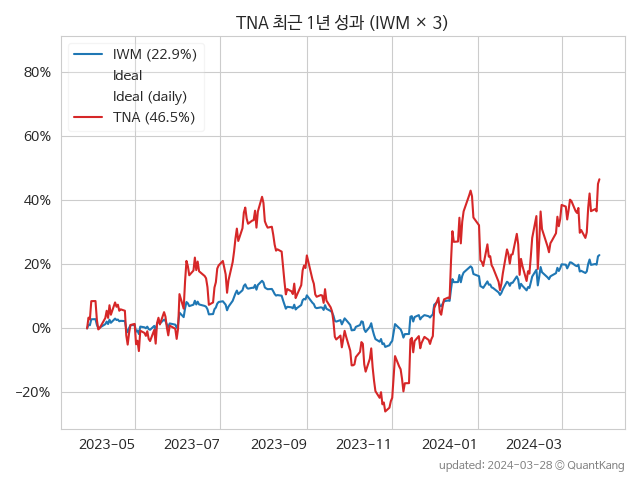 TNA 최근 1년 성과 (IWM × 3)
IWM (22.9%)
Ideal
Ideal (daily)
TNA (46.5%)
80%
60%
40%
20%
0%
−20%
2023−05
2023−07
2023−09
2023−11
2024−01
2024−03
updated: 2024-03-28 © QuantKang